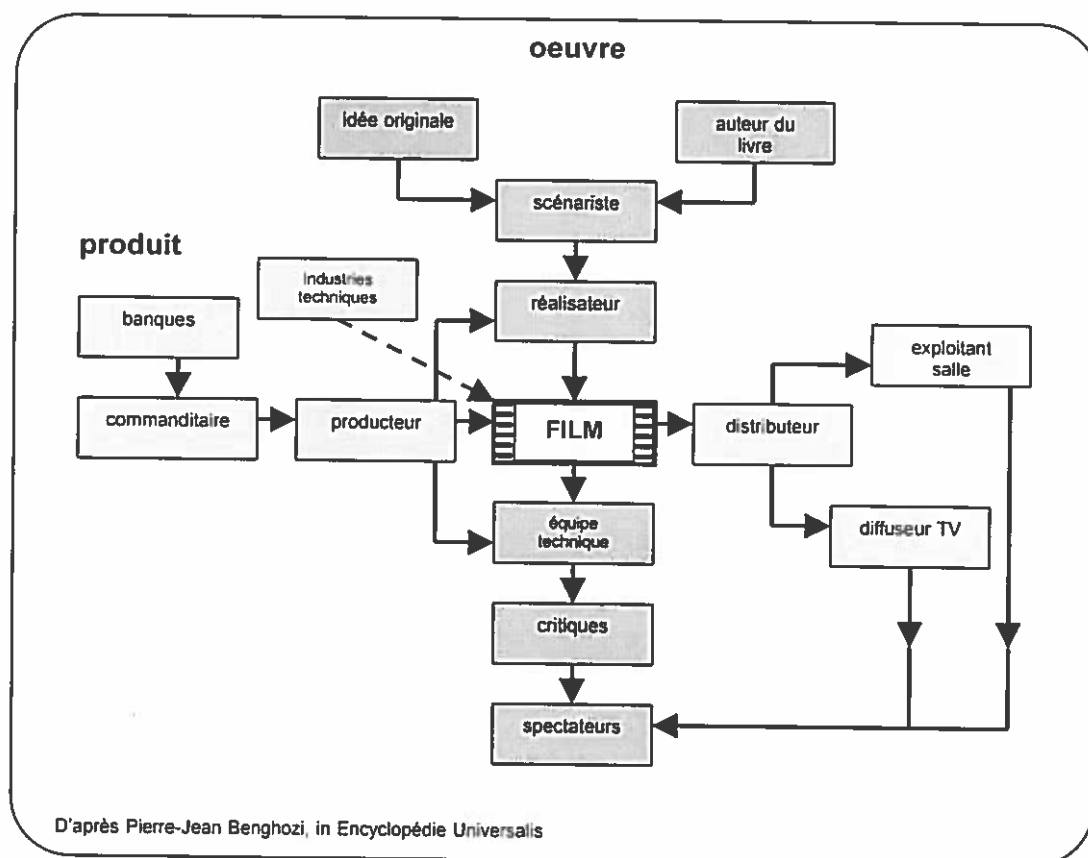 oeuvre
idée originale
auteur du
livre
scénariste
produit
Industries
techniques
réalisateur
banques
exploitant
salle
commanditaire
producteur
FILM
distributeur
équipe
technique
diffuseur TV
critiques
spectateurs
D'après Pierre-Jean Benghozi, in Encyclopédie Universalis